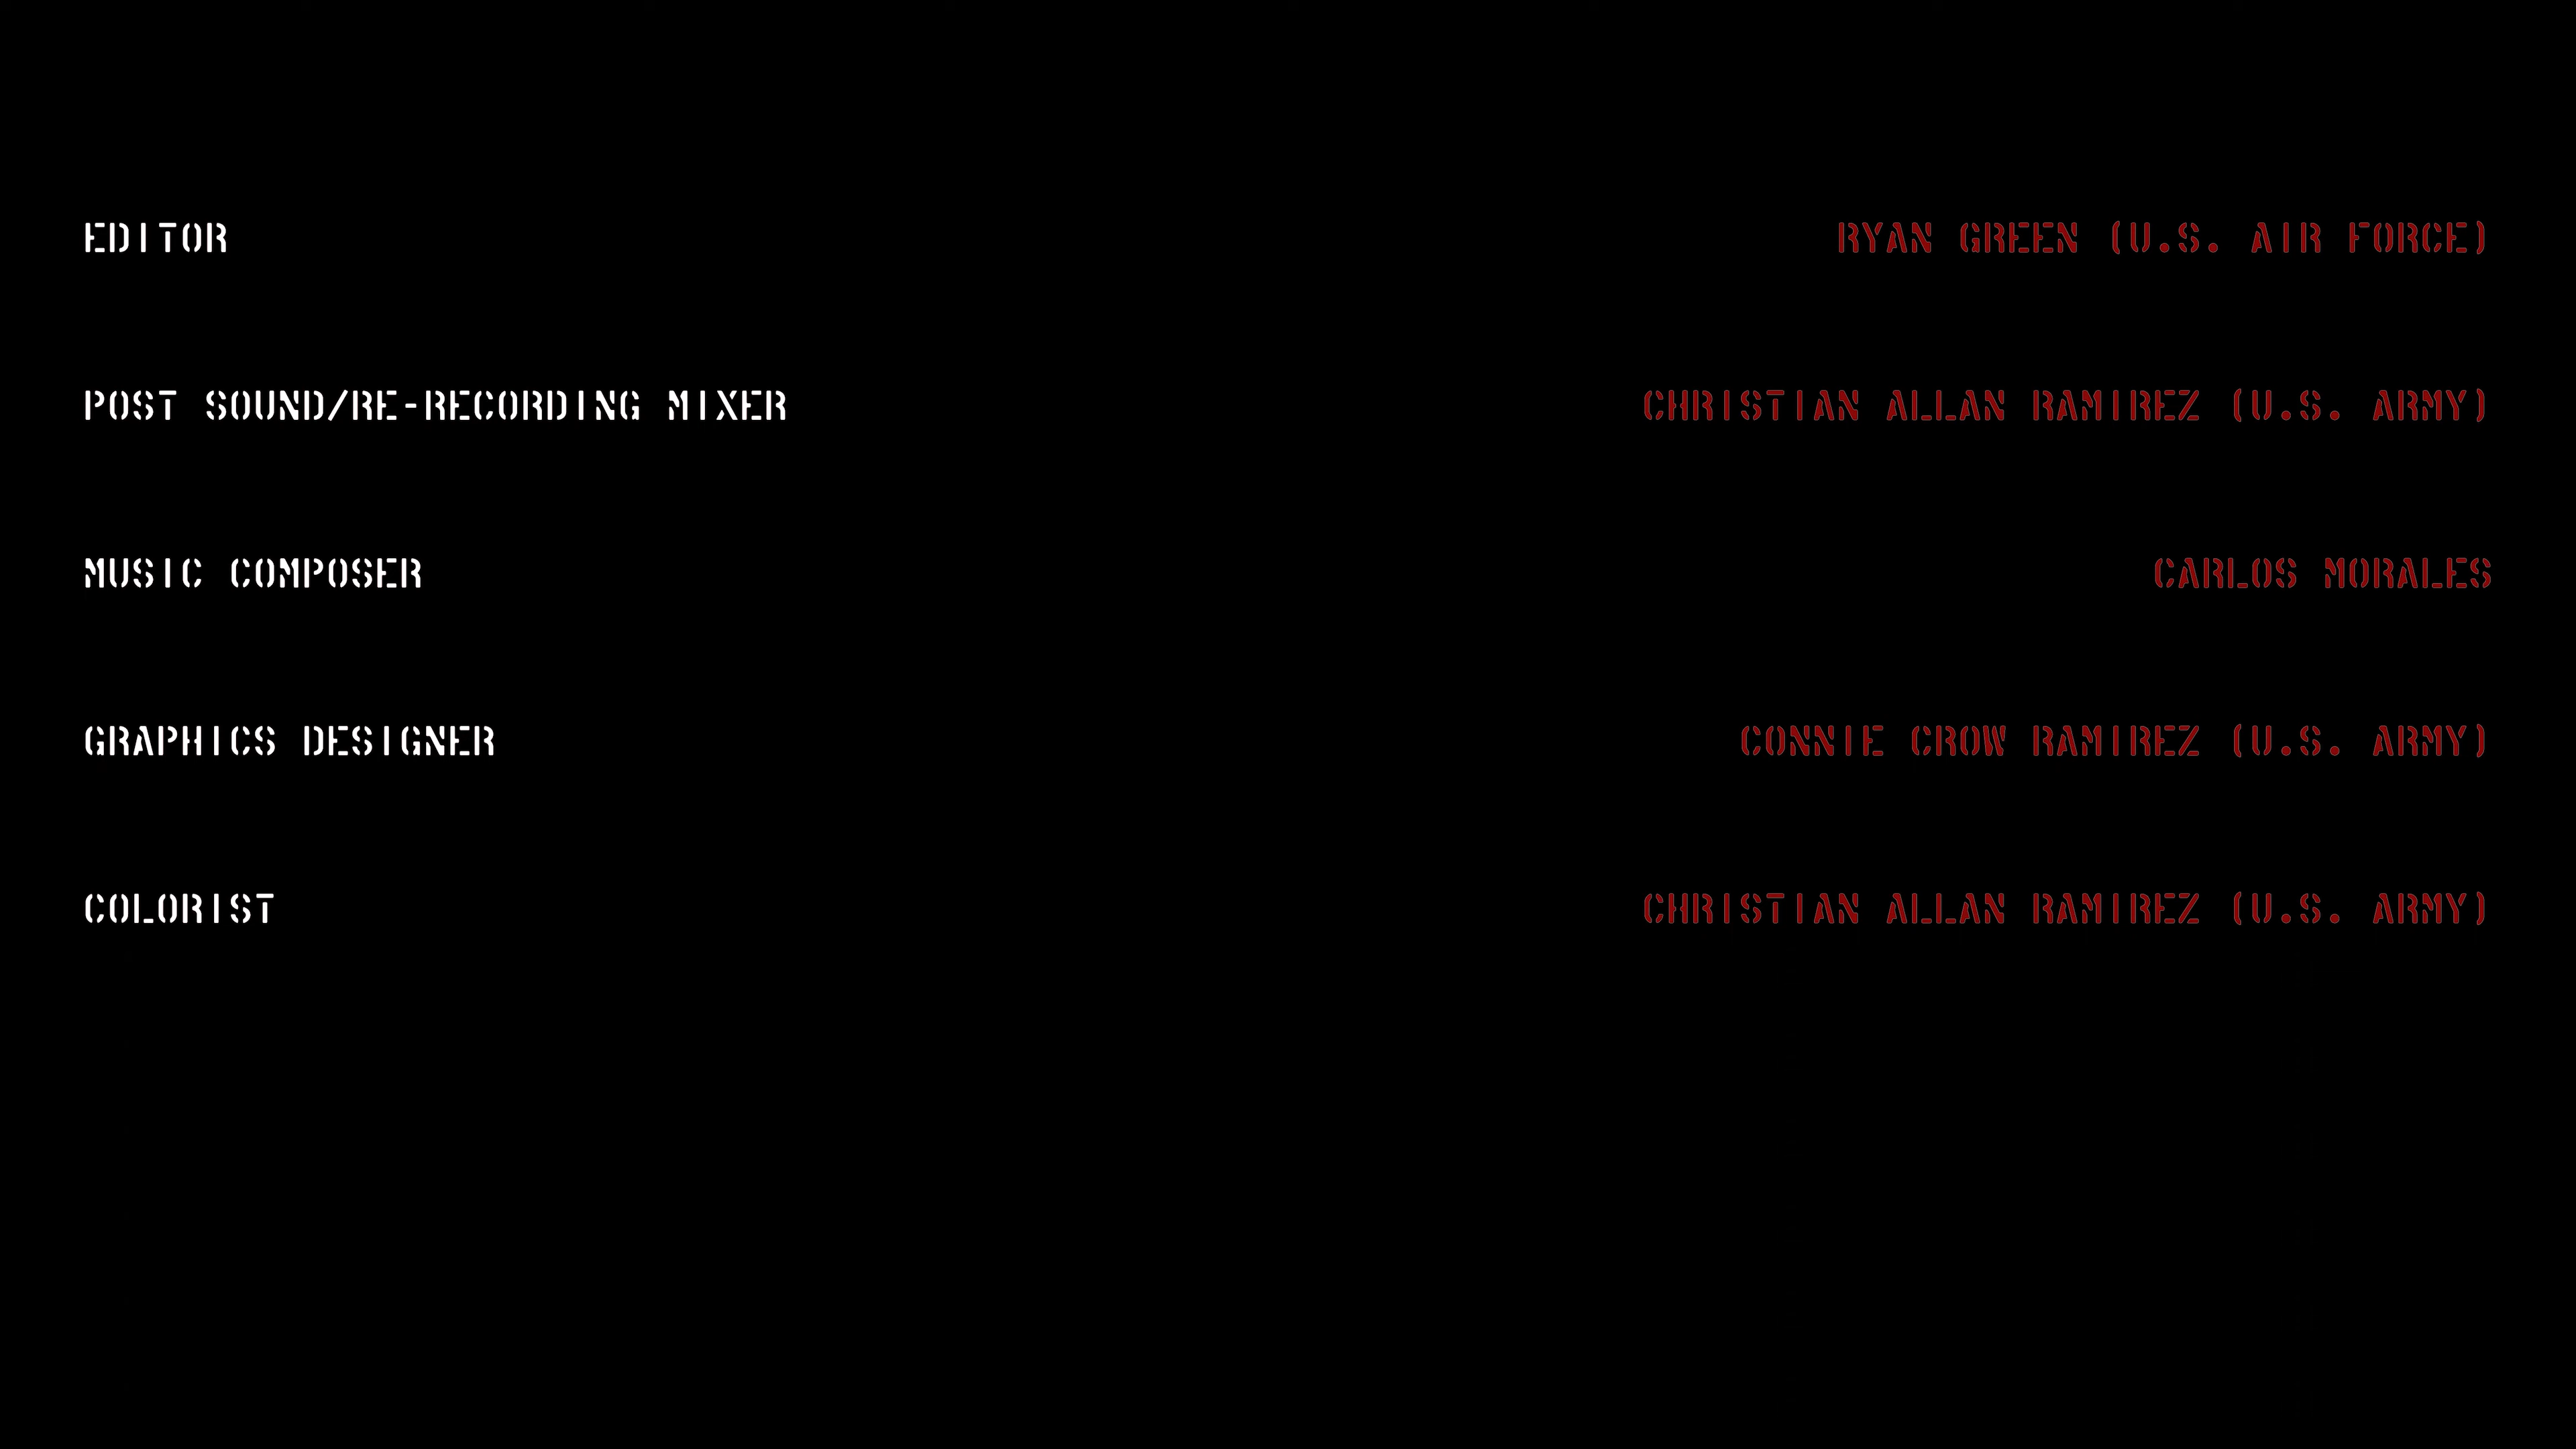 EDITOR RYAN GREEN (U.S. AIR FORCE)
POST SOUND/RE-RECORDING MIXER CHRISTIAN ALLAN RAMIREZ (U.S. ARMY)
MUSIC COMPOSER CARLOS MORALES
GRAPHICS DESIGNER CONNIE CROW RAMIREZ (U.S. ARMY)
COLORIST CHRISTIAN ALLAN RAMIREZ (U.S. ARMY)